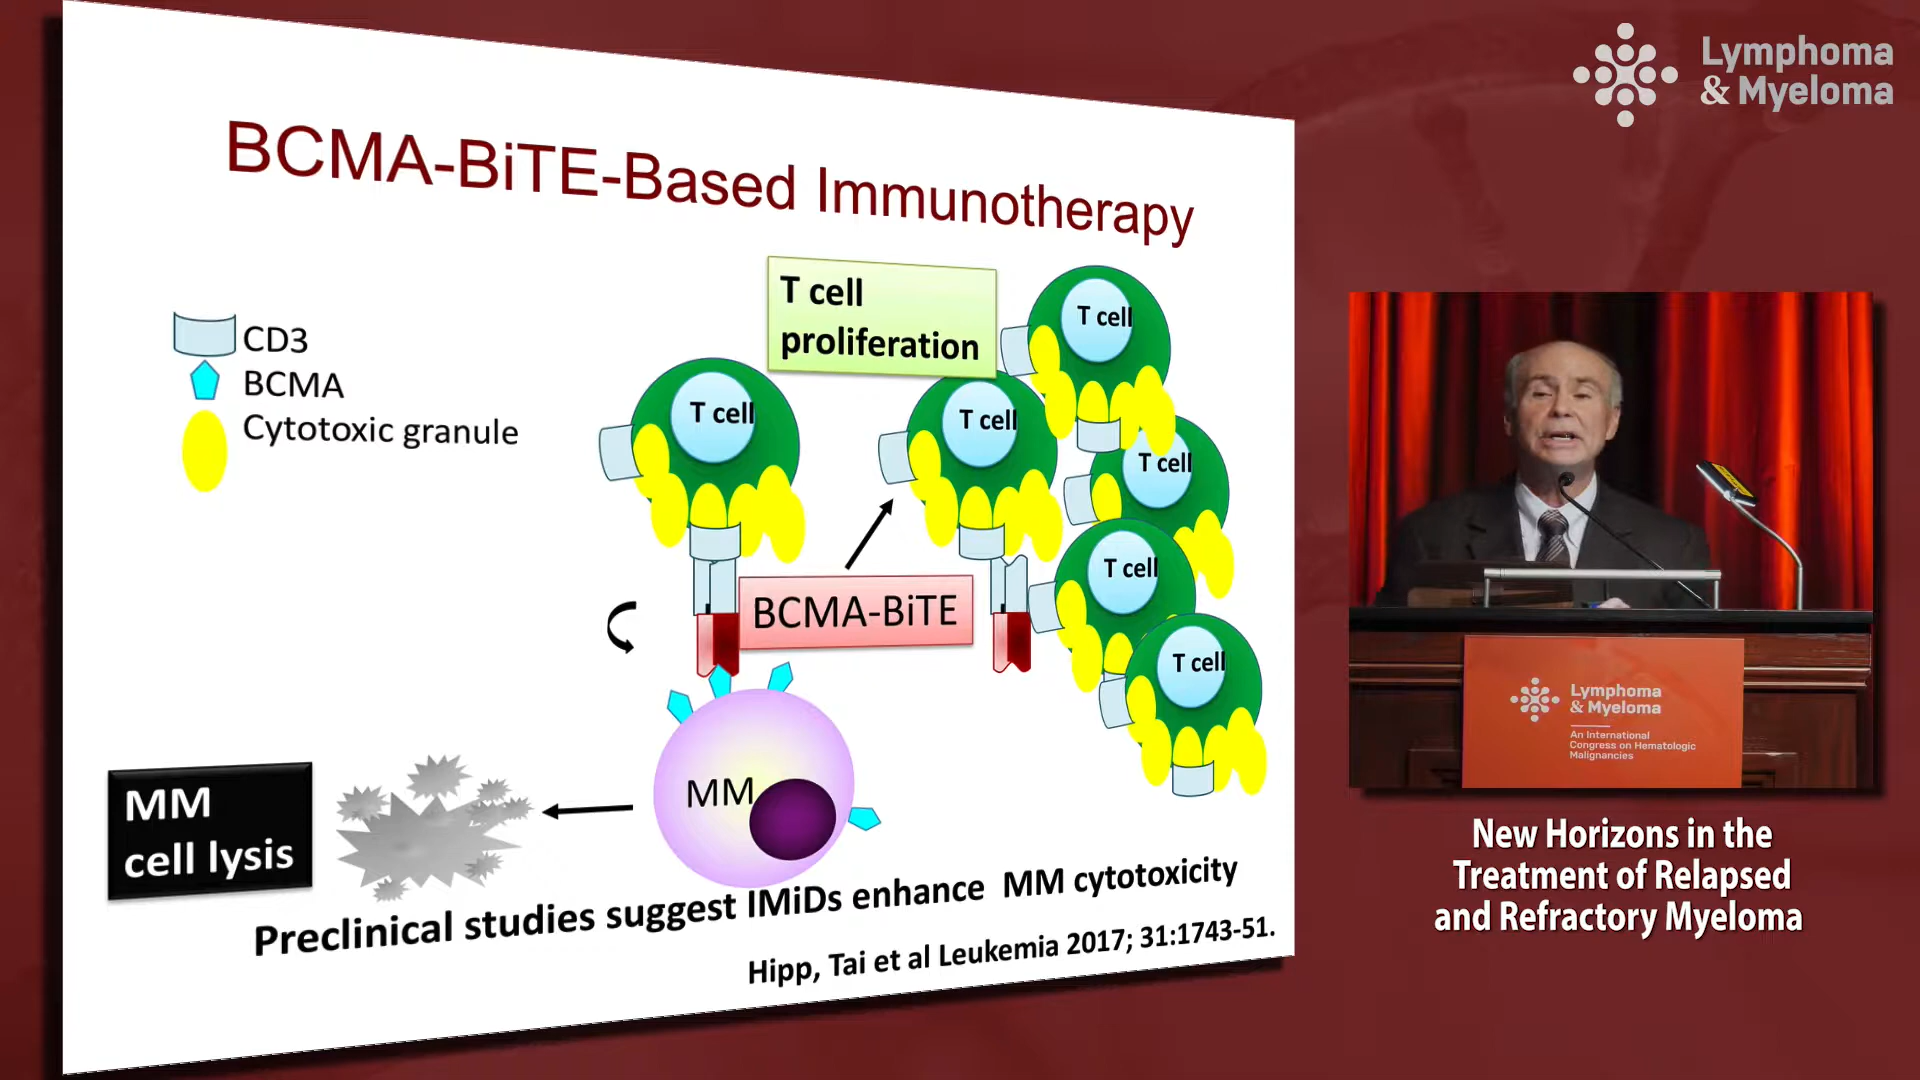 Lymphoma
& Myeloma
BCMA-BiTE-Based Immunotherapy
CD3
BCMA
Cytotoxic granule
T cell
proliferation
T cell
T cell
T cell
T cell
T cell
T cell
BCMA-BiTE
MM
MM
cell lysis
Preclinical studies suggest IMiDs enhance MM cytotoxicity
Hipp, Tai et al Leukemia 2017; 31:1743-51.
Lymphoma
& Myeloma
An International
Congress on Hematologic
Malignancies
New Horizons in the
Treatment of Relapsed
and Refractory Myeloma